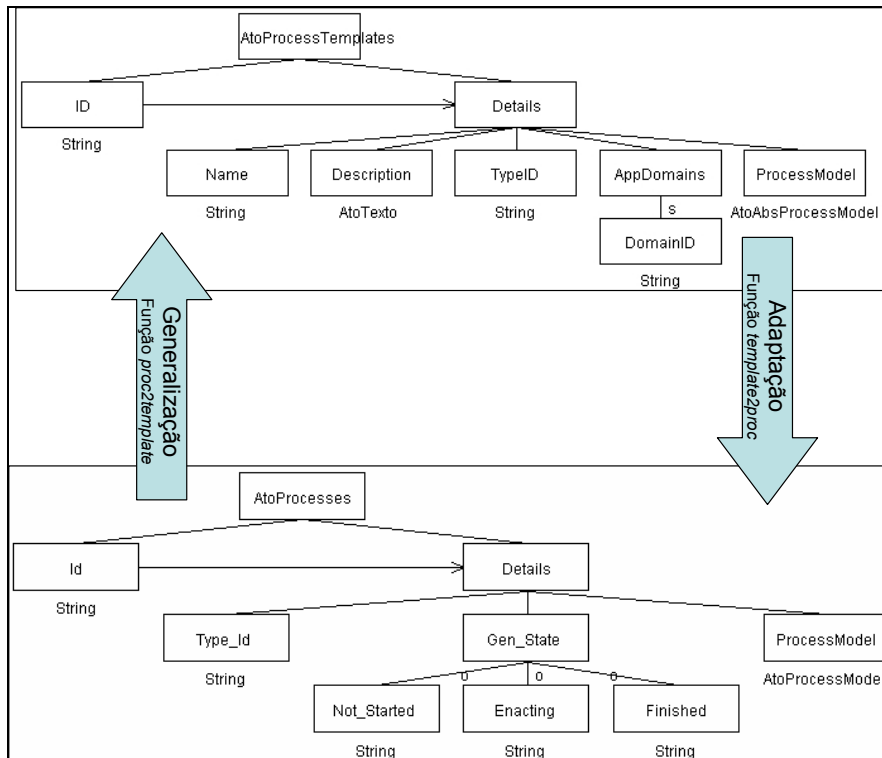 AtoProcessTemplates
ID
Details
String
Name
Description
TypeID
AppDomains
ProcessModel
String
AtoTexto
String
s
AtoAbsProcessModel
DomainID
String
Generalização
Função proc2template
Adaptação
Função template2proc
AtoProcesses
Id
Details
String
Type_Id
Gen_State
ProcessModel
String
AtoProcessModel
o
o
o
Not_Started
Enacting
Finished
String
String
String